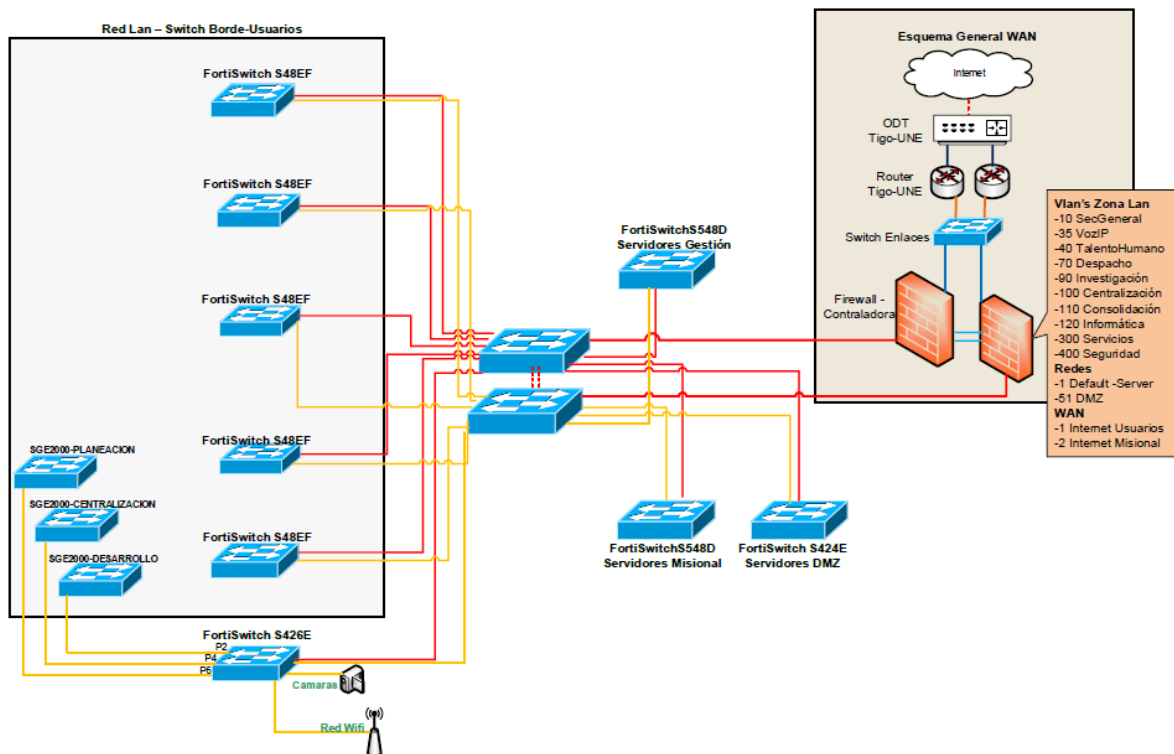 Red Lan – Switch Borde-Usuarios
FortiSwitch S48EF
FortiSwitch S48EF
FortiSwitch S48EF
FortiSwitch S48EF
FortiSwitch S48EF
SGE2000-PLANEACION
SGE2000-CENTRALIZACION
SGE2000-DESARROLLO
FortiSwitch S426E
P2
P4
P6
Camaras
Red Wifi
FortiSwitchS548D
Servidores Gestión
FortiSwitchS548D
Servidores Misional
FortiSwitch S424E
Servidores DMZ
Esquema General WAN
Internet
ODT
Tigo-UNE
Router
Tigo-UNE
Switch Enlaces
Firewall -
Contraladora
Vlan's Zona Lan
-10 SecGeneral
-35 VozIP
-40 TalentoHumano
-70 Despacho
-90 Investigación
-100 Centralización
-110 Consolidación
-120 Informática
-300 Servicios
-400 Seguridad
Redes
-1 Default -Server
-51 DMZ
WAN
-1 Internet Usuarios
-2 Internet Misional